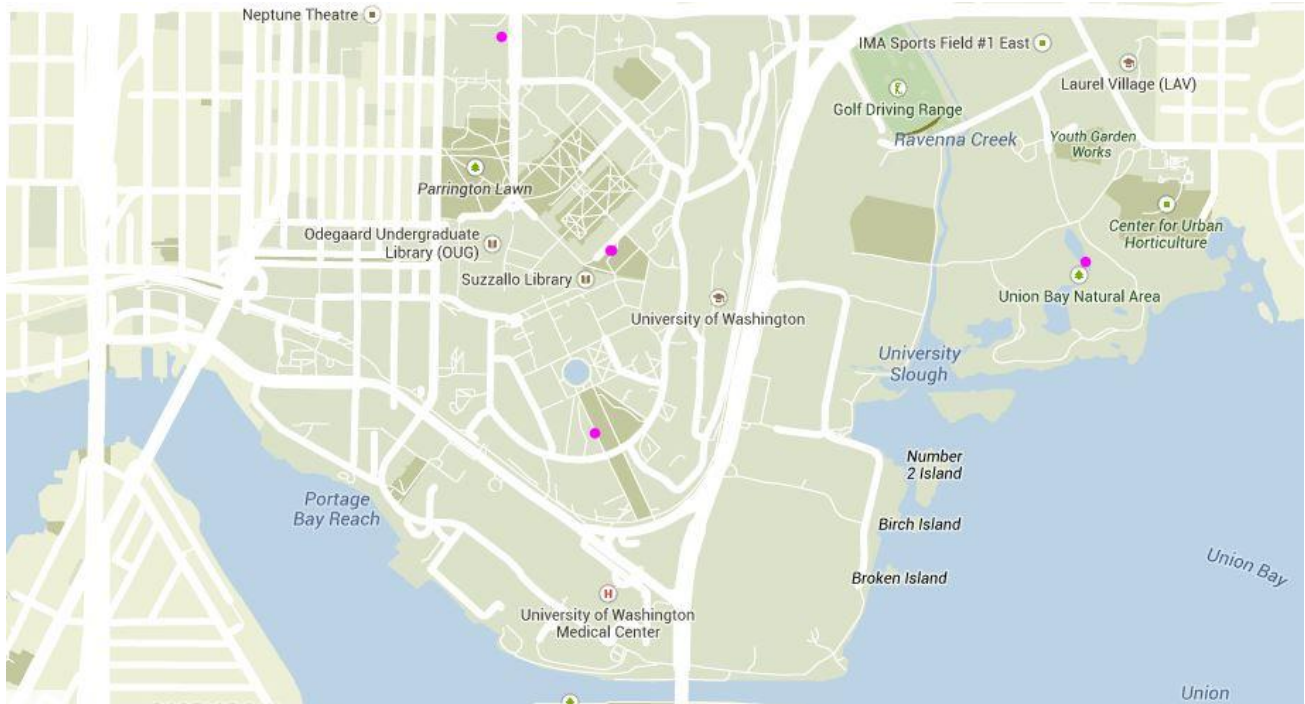 Neptune Theatre
IMA Sports Field #1 East
Laurel Village (LAV)
Golf Driving Range
Ravenna Creek
Youth Garden
Works
Parrington Lawn
Center for Urban
Horticulture
Odegaard Undergraduate
Library (OUG)
Suzzallo Library
Union Bay Natural Area
University of Washington
University
Slough
Number
2 Island
Portage
Bay Reach
Birch Island
Union Bay
Broken Island
H
University of Washington
Medical Center
Union